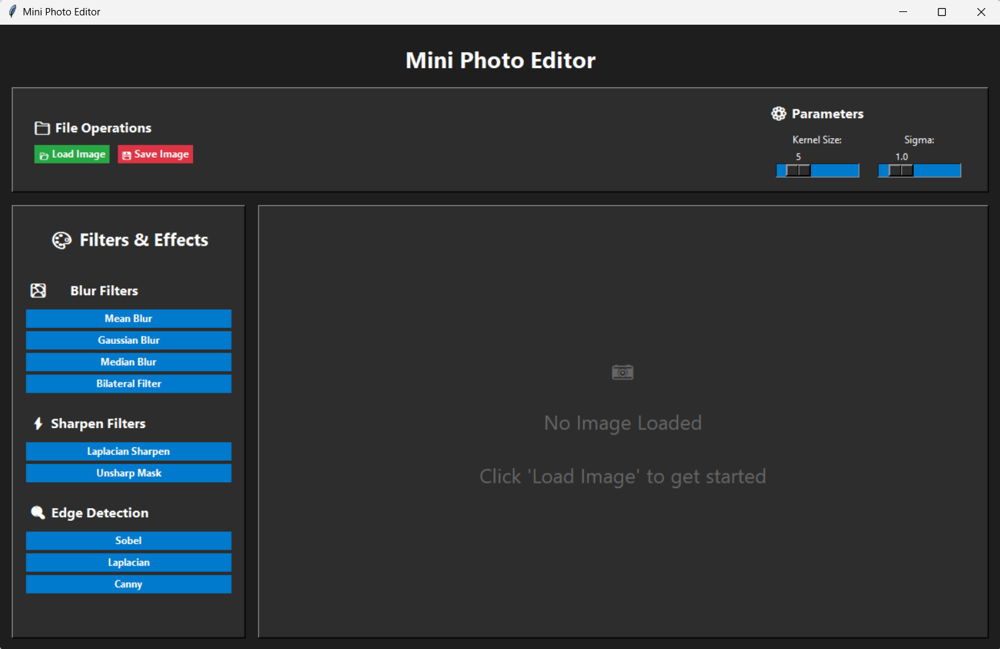 Mini Photo Editor
Mini Photo Editor
File Operations
Load Image
Save Image
Parameters
Kernel Size:
5
Sigma:
1.0
Filters & Effects
Blur Filters
Mean Blur
Gaussian Blur
Median Blur
Bilateral Filter
Sharpen Filters
Laplacian Sharpen
Unsharp Mask
Edge Detection
Sobel
Laplacian
Canny
No Image Loaded
Click 'Load Image' to get started